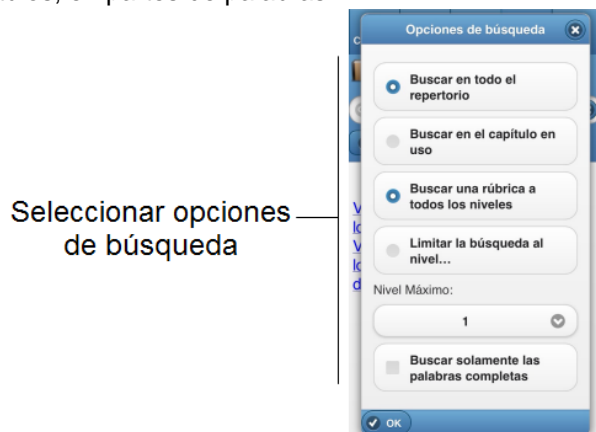 Opciones de búsqueda
Buscar en todo el
repertorio
Buscar en el capítulo en
uso
Buscar una rúbrica a
todos los niveles
Seleccionar opciones
de búsqueda
Limitar la búsqueda al
nivel...
Nivel Máximo:
1
Buscar solamente las
palabras completas
OK